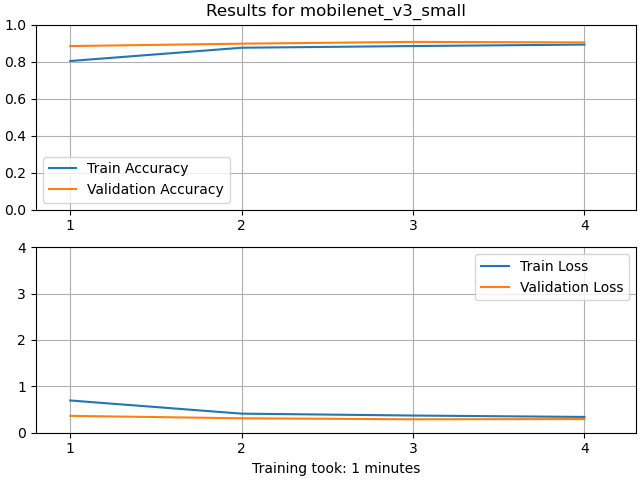 Results for mobilenet_v3_small
1.0
0.8
0.6
0.4
0.2
0.0
Train Accuracy
Validation Accuracy
1 2 3 4
4
3
2
1
0
Train Loss
Validation Loss
1 2 3 4
Training took: 1 minutes